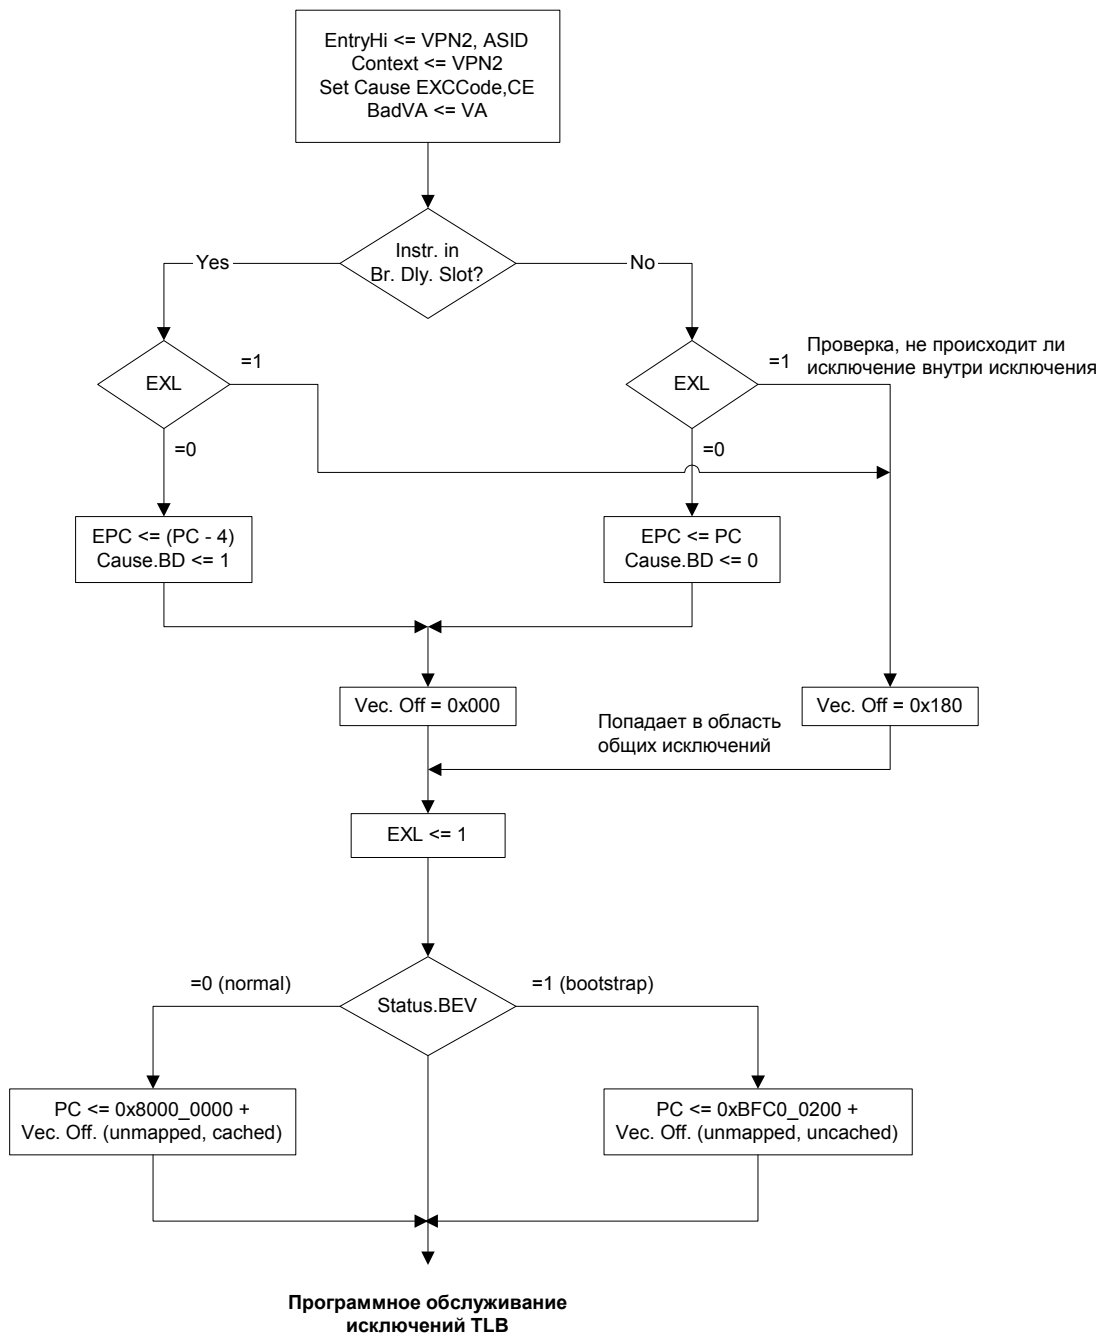 EntryHi <= VPN2, ASID
Context <= VPN2
Set Cause EXCCode,CE
BadVA <= VA
Instr. in
Br. Dly. Slot?
Yes
No
EXL
=1
EXL
=1
Проверка, не происходит ли
исключение внутри исключения
=0
=0
EPC <= (PC - 4)
Cause.BD <= 1
EPC <= PC
Cause.BD <= 0
Vec. Off = 0x000
Vec. Off = 0x180
Попадает в область
общих исключений
EXL <= 1
=0 (normal)
=1 (bootstrap)
Status.BEV
PC <= 0x8000_0000 +
Vec. Off. (unmapped, cached)
PC <= 0xBFC0_0200 +
Vec. Off. (unmapped, uncached)
Программное обслуживание
исключений TLB